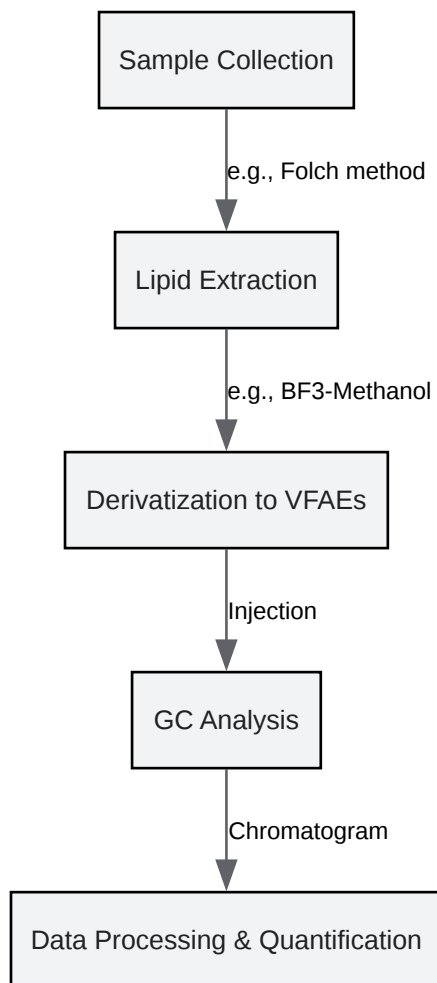 Sample Collection
e.g., Folch method
Lipid Extraction
e.g., BF3-Methanol
Derivatization to VFAEs
Injection
GC Analysis
Chromatogram
Data Processing & Quantification